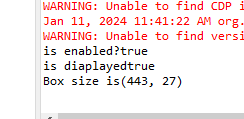 WARNING: Unable to find CDP i
Jan 11, 2024 11:41:22 AM org.
WARNING: Unable to find versi
is enabled?true
is diaplayedtrue
Box size is(443, 27)